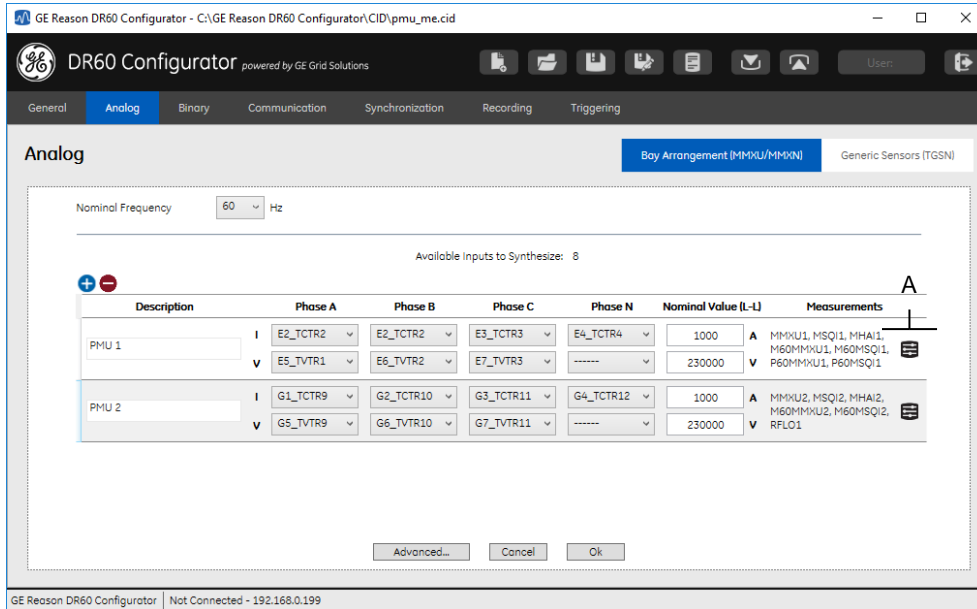 GE Reason DR60 Configurator - C:\GE Reason DR60 Configurator\CID\pmu_me.cid
DR60 Configurator powered by GE Grid Solutions
User:
General Analog Binary Communication Synchronization Recording Triggering
Analog
Bay Arrangement (MMXU/MMXN) Generic Sensors (TGSN)
Nominal Frequency 60 Hz
Available Inputs to Synthesize: 8
A
Description Phase A Phase B Phase C Phase N Nominal Value (L-L) Measurements
PMU 1
I E2_TCTR2 E2_TCTR2 E3_TCTR3 E4_TCTR4 1000 A
V E5_TVTR1 E6_TVTR2 E7_TVTR3 ------ 230000 V
MMXU1, MSQI1, MHAI1,
M60MMXU1, M60MSQI1,
P60MMXU1, P60MSQI1
PMU 2
I G1_TCTR9 G2_TCTR10 G3_TCTR11 G4_TCTR12 1000 A
V G5_TVTR9 G6_TVTR10 G7_TVTR11 ------ 230000 V
MMXU2, MSQI2, MHAI2,
M60MMXU2, M60MSQI2,
RFLO1
Advanced... Cancel Ok
GE Reason DR60 Configurator Not Connected - 192.168.0.199